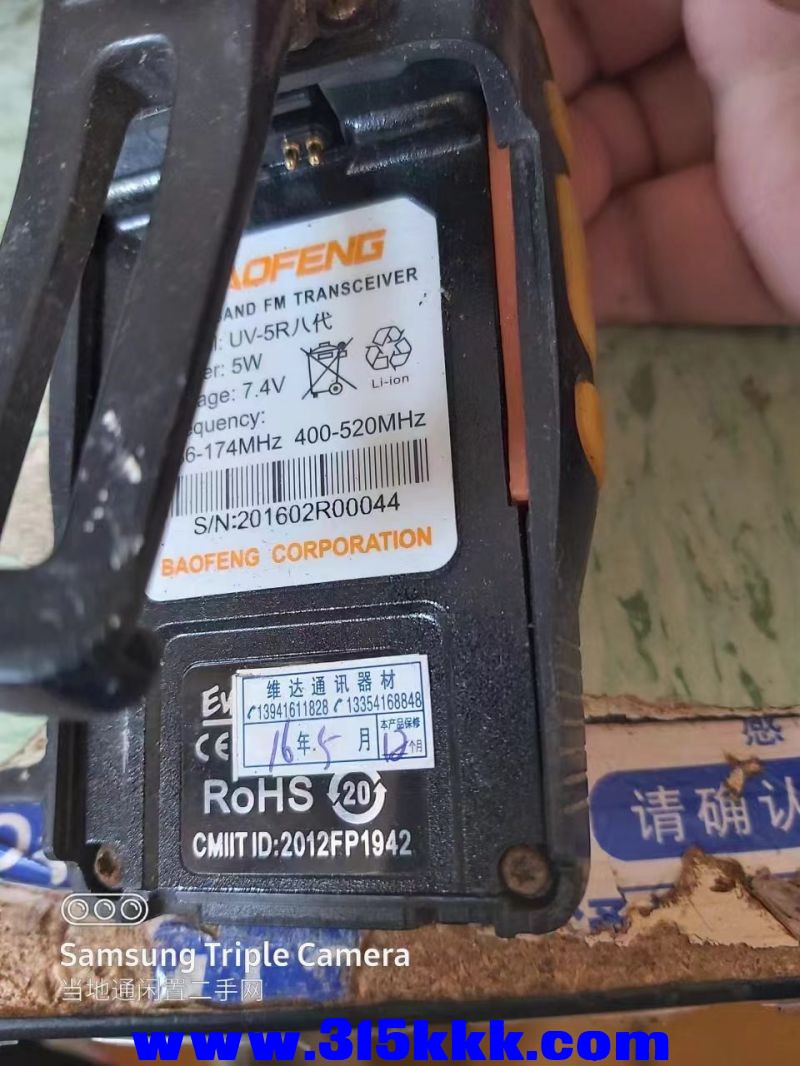 AOFENG
AND FM TRANSCEIVER
UV-5R八代
5W
7.4V
Li-ion
6-174MHz 400-520MHz
S/N:201602R00044
BAOFENG CORPORATION
维达通讯器材
13941611828 13354168848
16年5月
本产品保修
12个月
CE
RoHS 20
CMIIT ID:2012FP1942
感
请确认
Samsung Triple Camera
当地通闲置二手网
www.315kkk.com